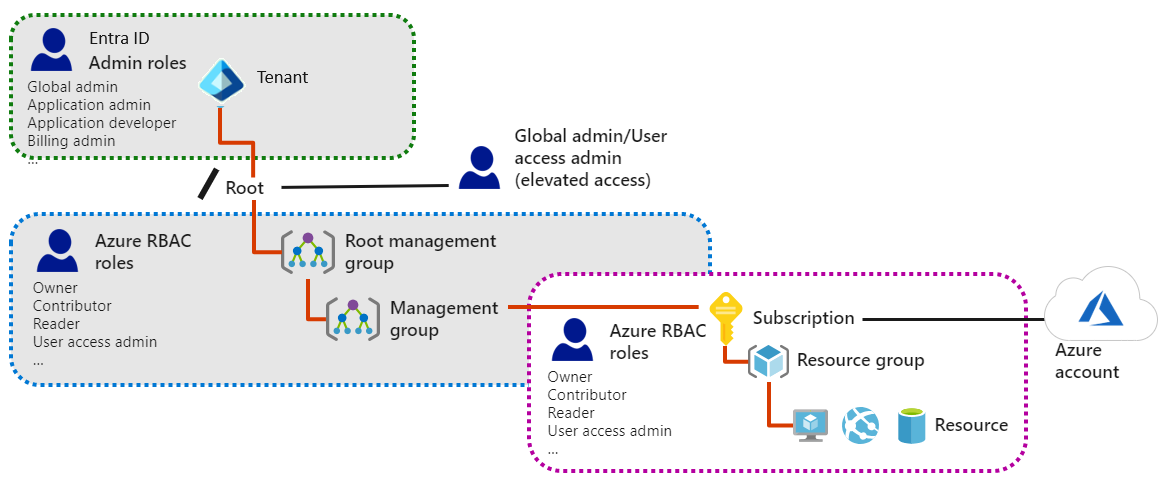 Entra ID
Admin roles
Tenant
Global admin
Application admin
Application developer
Billing admin
...
Global admin/User
access admin
(elevated access)
/
Root
Azure RBAC
roles
Owner
Contributor
Reader
User access admin
...
Root management
group
Management
group
Azure RBAC
roles
Owner
Contributor
Reader
User access admin
...
Subscription
Resource group
Resource
Azure
account